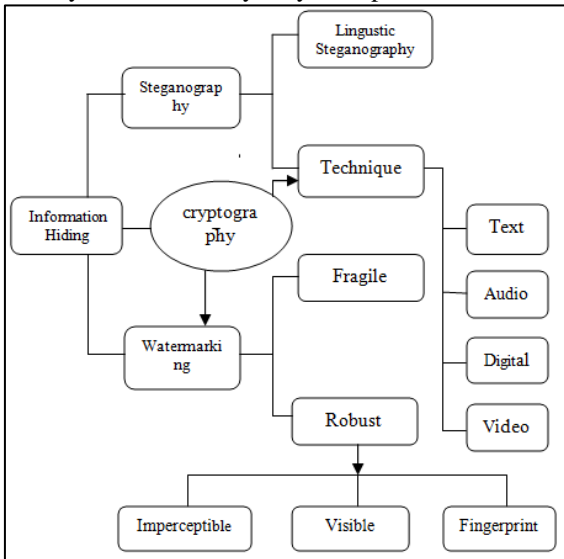 Lingustic
Steganography
Steganograp
hy
Technique
cryptogra
phy
Information
Hiding
Text
Fragile
Audio
Watermarki
ng
Digital
Robust
Video
Imperceptible
Visible
Fingerprint